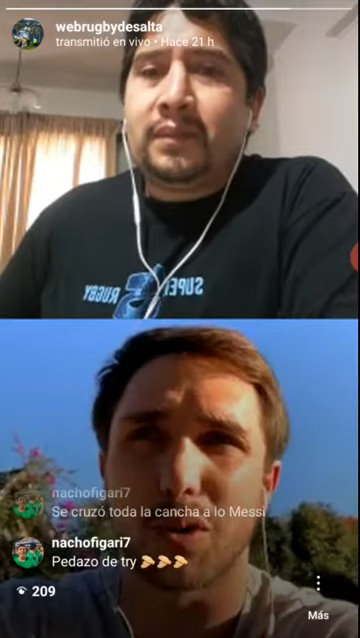 webrugbydesalta
transmitió en vivo • Hace 21 h
SUPER
RUGBY
nachofigari7
Se cruzó toda la cancha a lo Messi
nachofigari7
Pedazo de try 👏👏👏
209
Más